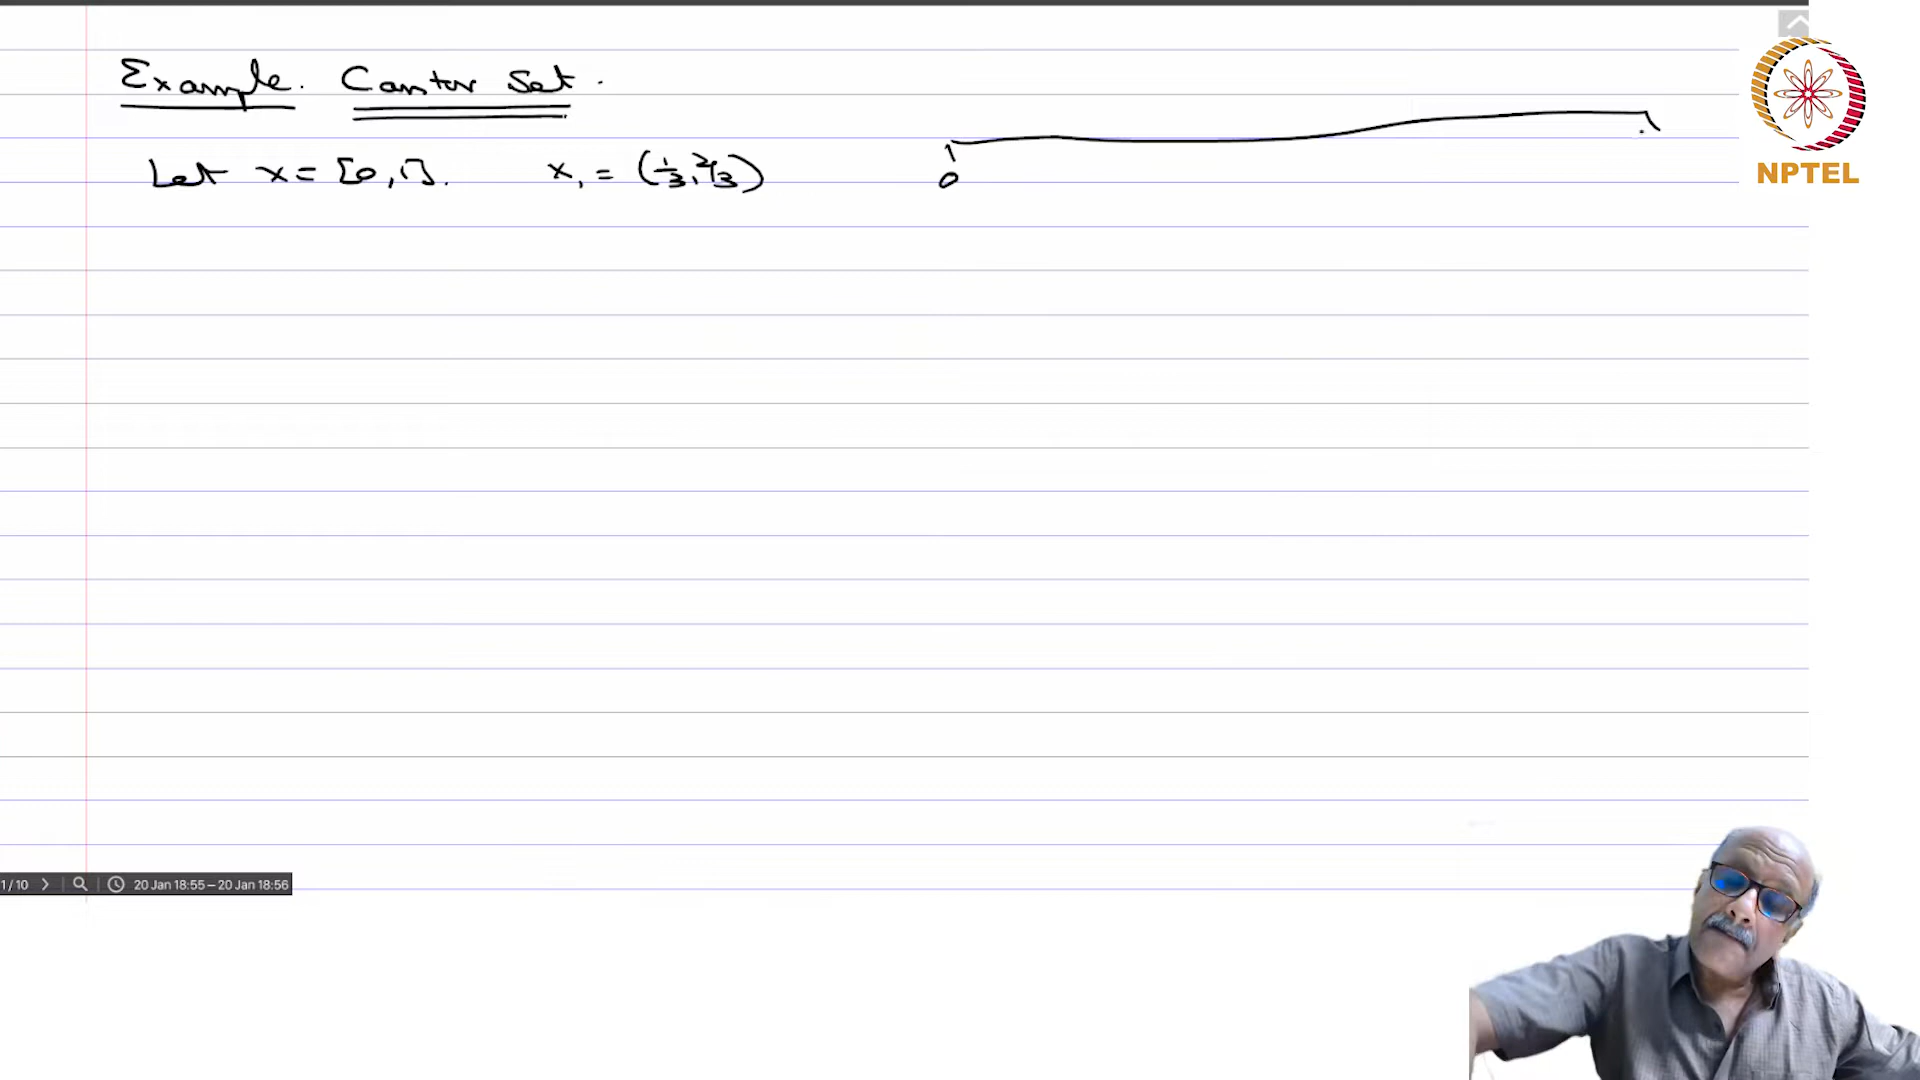 Example. Cantor Set.
Let x = [0,1]. x₁ = (1/3, 2/3)
0
NPTEL
1/10
20 Jan 18:55 – 20 Jan 18:56